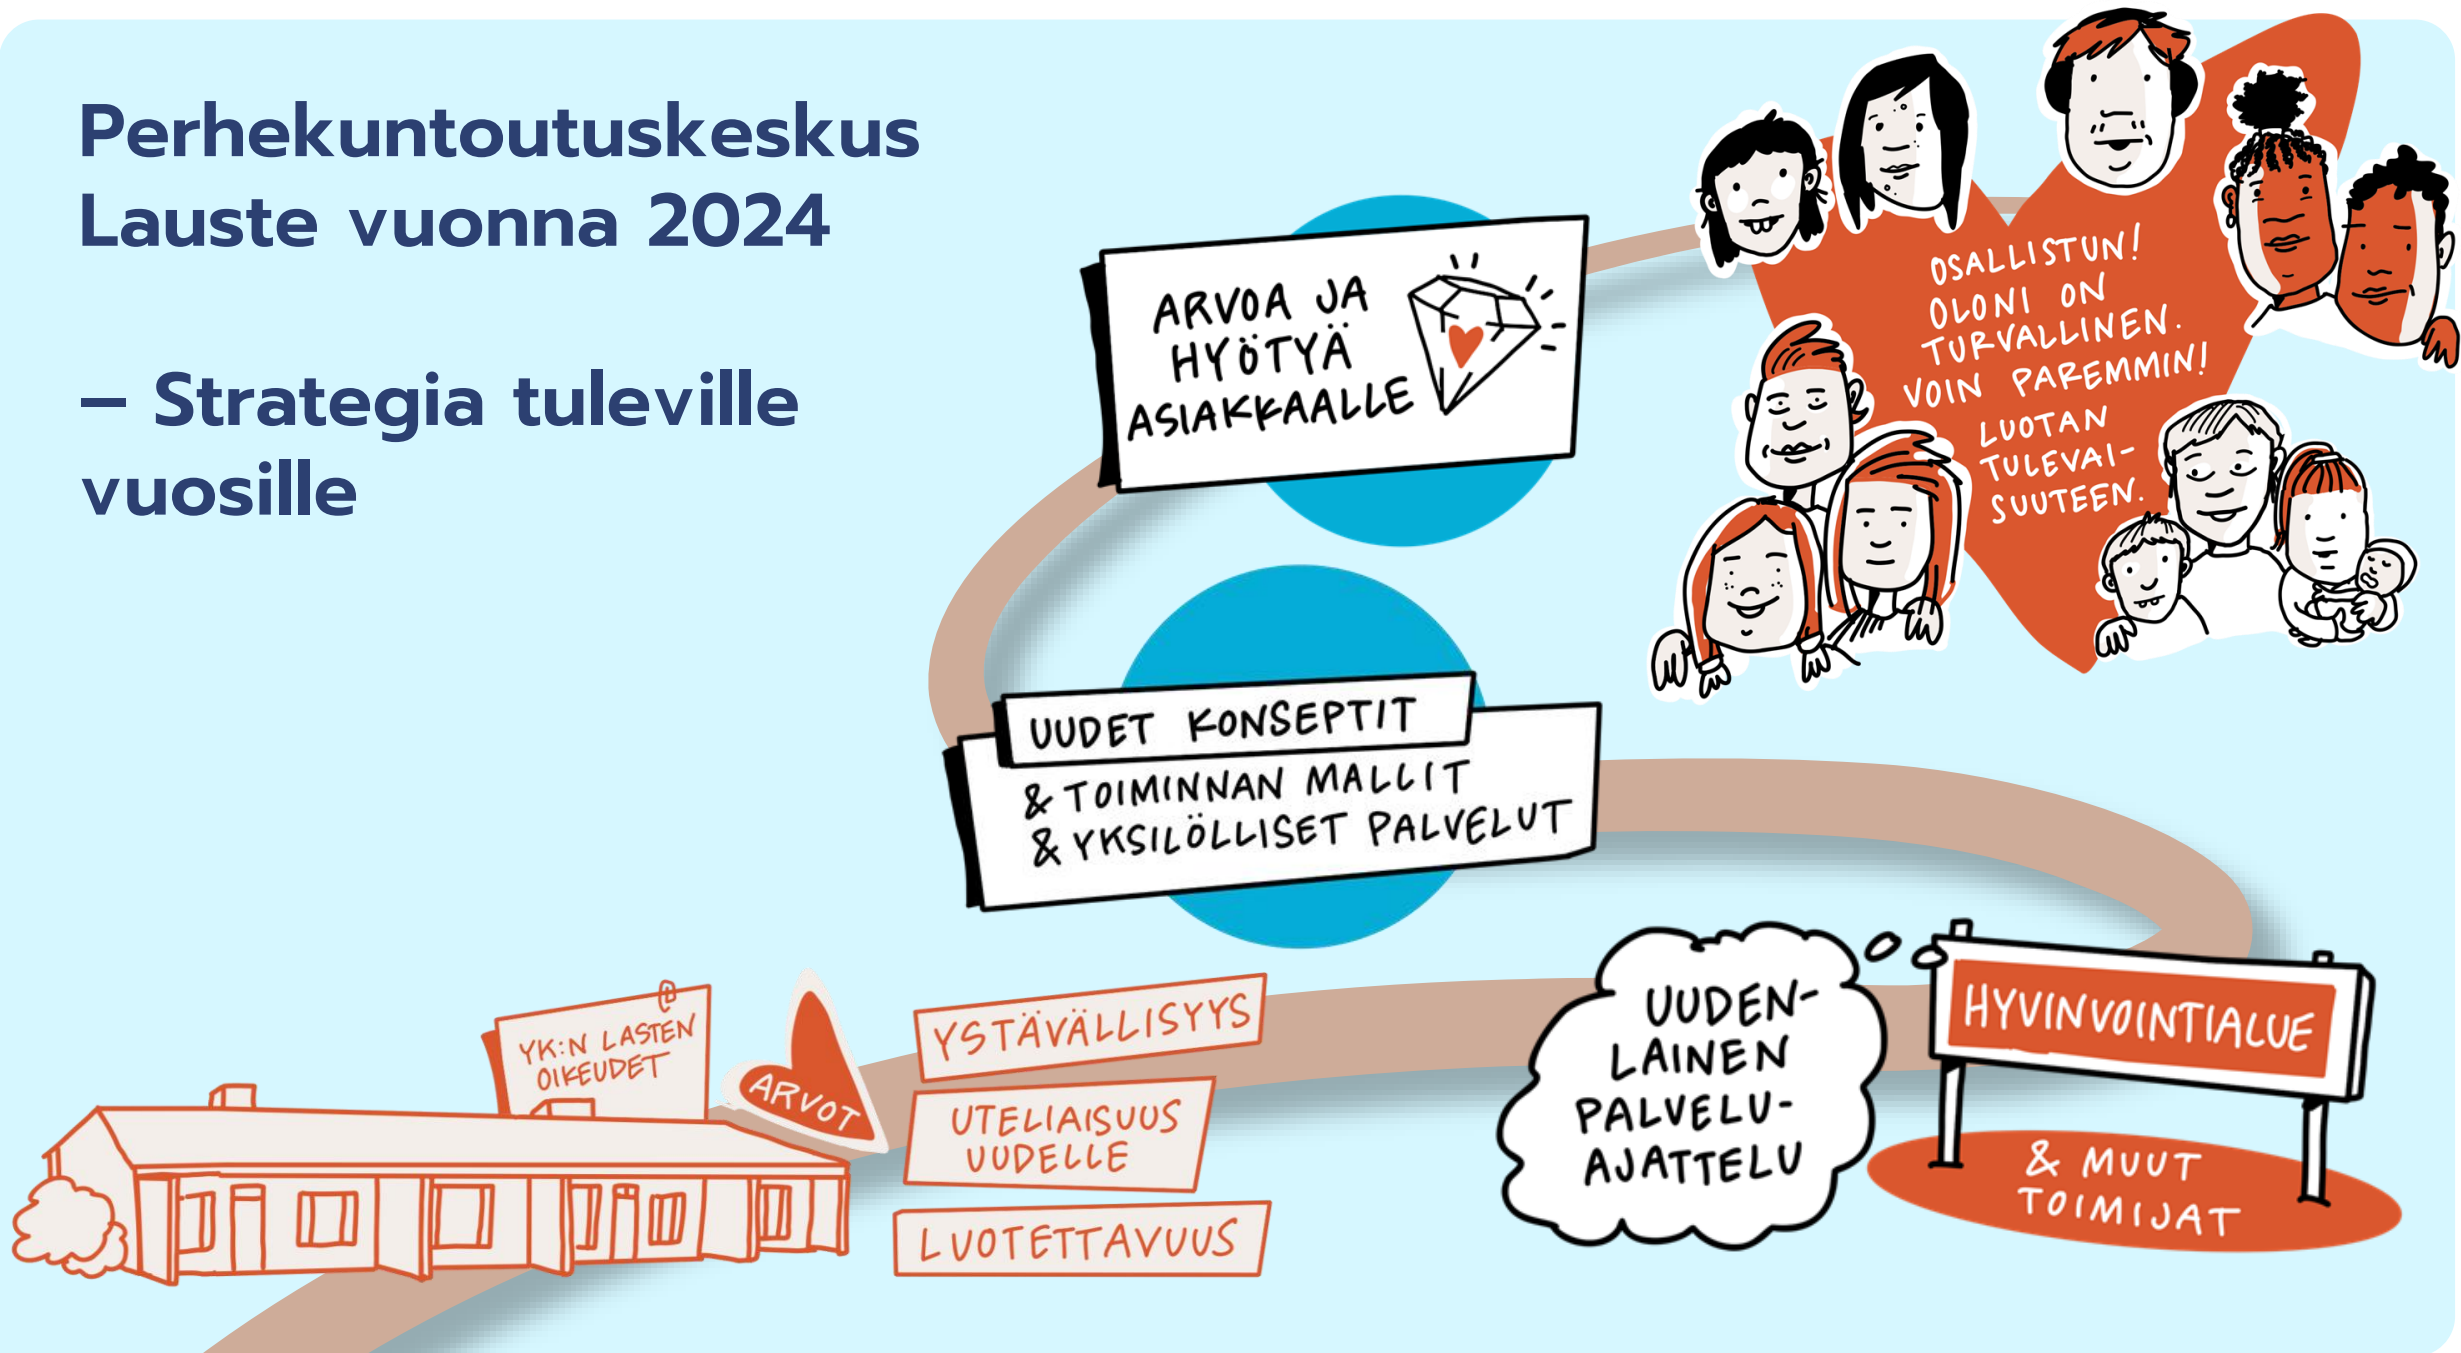 Perhekuntoutuskeskus
Lauste vuonna 2024
– Strategia tuleville
vuosille
ARVOA JA
HYÖTYÄ
ASIAKKAALLE
OSALLISTUN!
OLONI ON
TURVALLINEN.
VOIN PAREMMIN!
LUOTAN
TULEVAI-
SUUTEEN.
UUDET KONSEPTIT
& TOIMINNAN MALLIT
& YKSILÖLLISET PALVELUT
YK:N LASTEN
OIKEUDET
ARVOT
YSTÄVÄLLISYYS
UTELIAISUUS
UUDELLE
LUOTETTAVUUS
UUDEN-
LAINEN
PALVELU-
AJATTELU
HYVINVOINTIALUE
& MUUT
TOIMIJAT